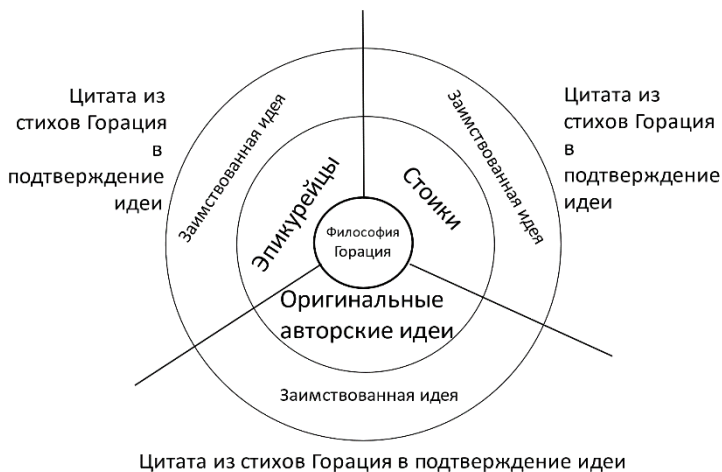 Цитата из
стихов Горация
в
подтверждение
идеи
Заимствованная идея
Эпикурейцы
Философия
Горация
Стоики
Заимствованная идея
Цитата из
стихов Горация
в
подтверждение
идеи
Оригинальные
авторские идеи
Заимствованная идея
Цитата из стихов Горация в подтверждение идеи